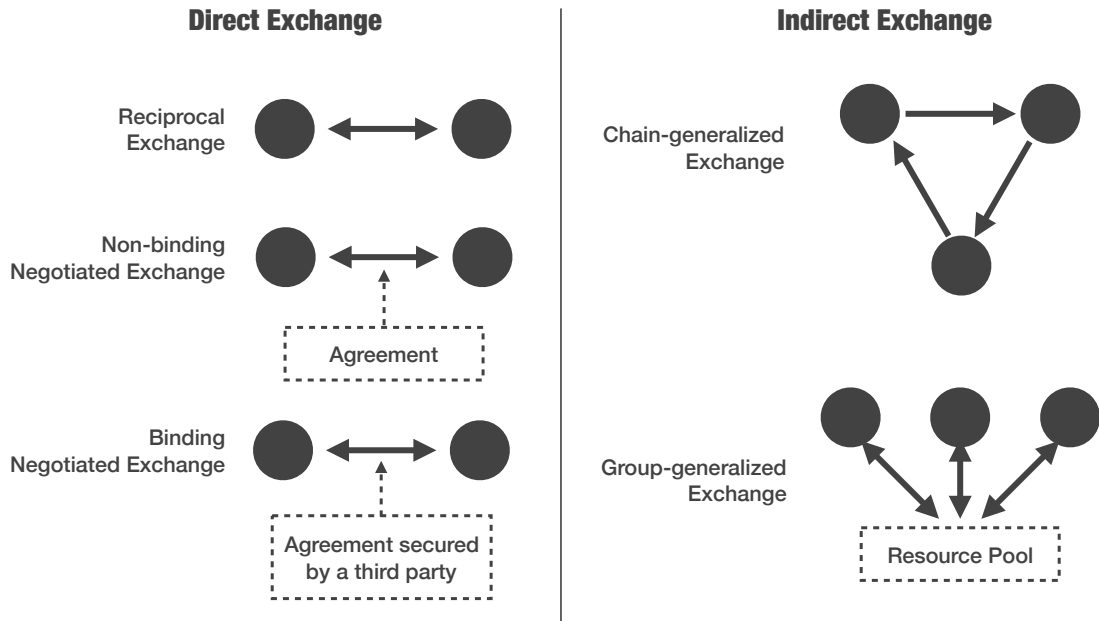 Direct Exchange
Reciprocal
Exchange
Non-binding
Negotiated Exchange
Agreement
Binding
Negotiated Exchange
Agreement secured
by a third party
Indirect Exchange
Chain-generalized
Exchange
Group-generalized
Exchange
Resource Pool